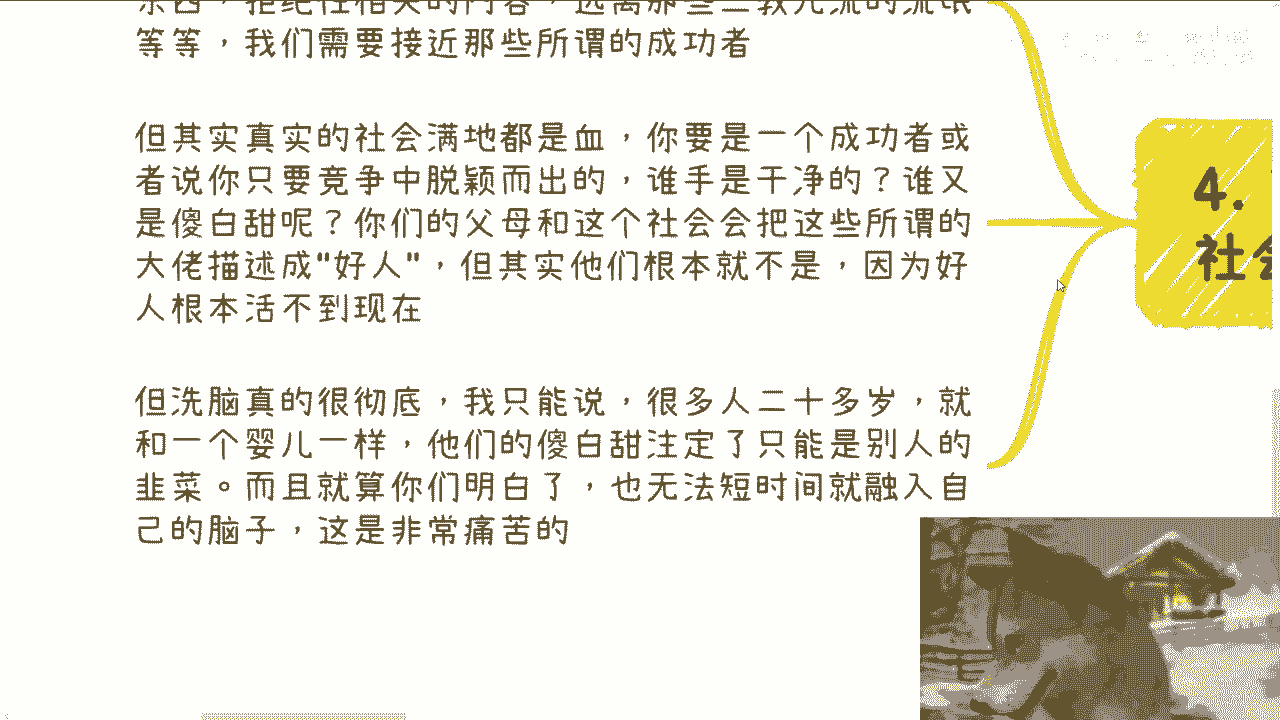 等等，我们需要接近那些所谓的成功者
但其实真实的社会满地都是血，你要是一个成功者或
者说你只要竞争中脱颖而出的，谁手是干净的？谁又
是傻白甜呢？你们的父母和这个社会会把这些所谓的
大佬描述成"好人"，但其实他们根本就不是，因为好
人根本活不到现在
但洗脑真的很彻底，我只能说，很多人二十多岁，就
和一个婴儿一样，他们的傻白甜注定了只能是别人的
韭菜。而且就算你们明白了，也无法短时间就融入自
己的脑子，这是非常痛苦的
4.
社会